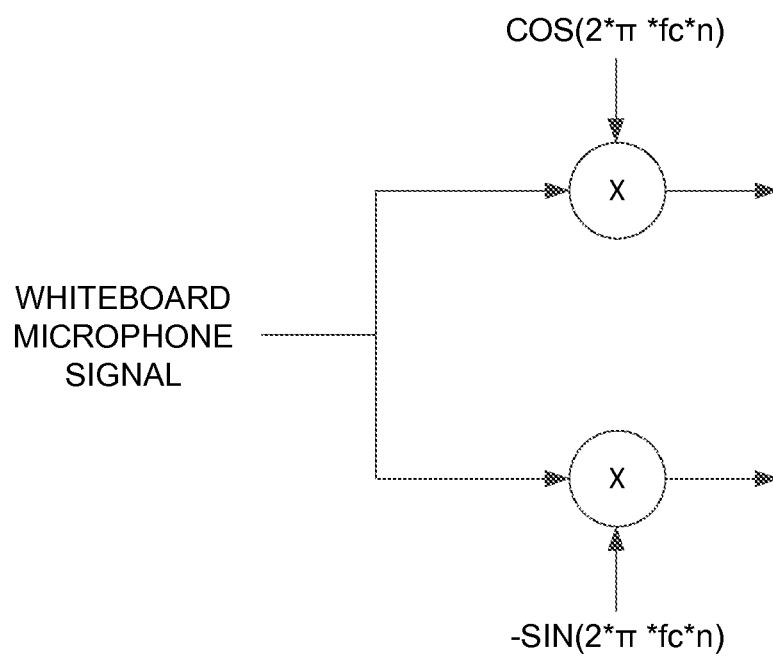 COS(2*π *fc*n)
X
WHITEBOARD
MICROPHONE
SIGNAL
X
-SIN(2*π *fc*n)